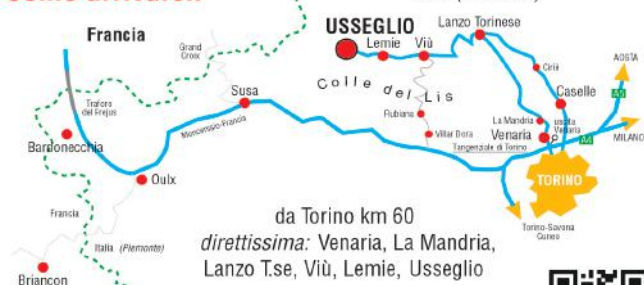 Francia
USSEGLIO
Lemie
Viù
Lanzo Torinese
Grand
Croix
Colle del Lis
Ciriè
AOSTA
A5
Susa
Caselle
Traforo
del Frejus
Rubiana
La Mandria
uscita
Venaria
Moncenisio-Francia
Villar Dora
Venaria
A4
MILANO
Bardonecchia
Tangenziale di Torino
Oulx
TORINO
Francia
Torino-Savona
Cuneo
Italia (Piemonte)
da Torino km 60
direttissima: Venaria, La Mandria,
Lanzo T.se, Viù, Lemie, Usseglio
Briancon